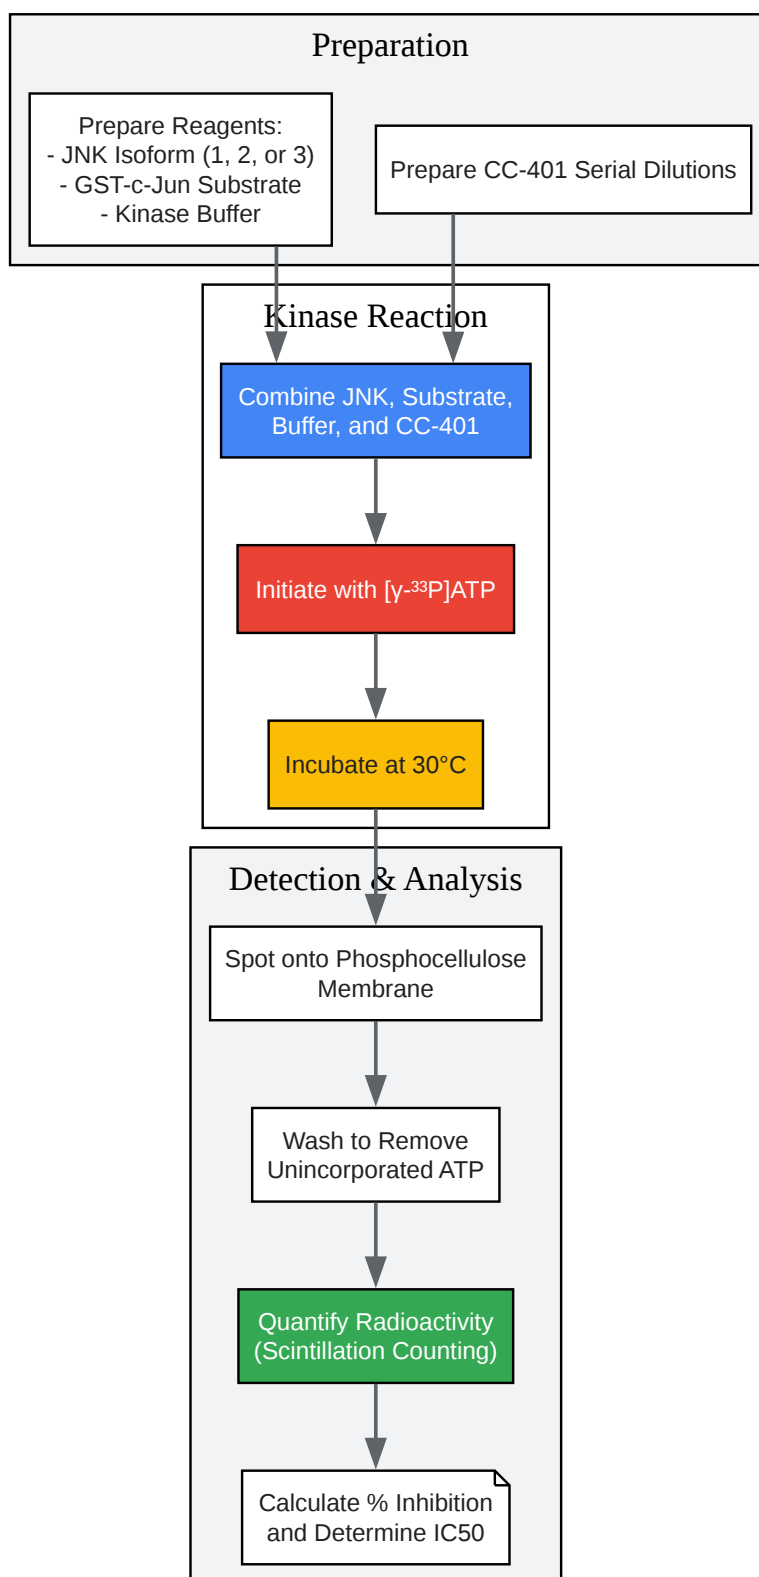 Preparation
Prepare Reagents:
- JNK Isoform (1, 2, or 3)
- GST-c-Jun Substrate
- Kinase Buffer
Prepare CC-401 Serial Dilutions
Kinase Reaction
Combine JNK, Substrate,
Buffer, and CC-401
Initiate with [γ-³³P]ATP
Incubate at 30°C
Detection & Analysis
Spot onto Phosphocellulose
Membrane
Wash to Remove
Unincorporated ATP
Quantify Radioactivity
(Scintillation Counting)
Calculate % Inhibition
and Determine IC50